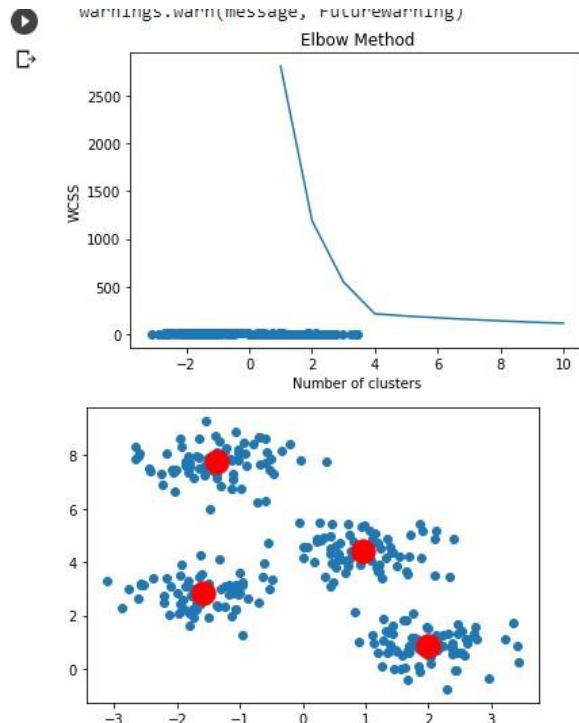 warnings.warn(message, FutureWarning)
Elbow Method
2500
2000
1500
1000
500
0
WCSS
−2 0 2 4 6 8 10
Number of clusters
8
6
4
2
0
−3 −2 −1 0 1 2 3